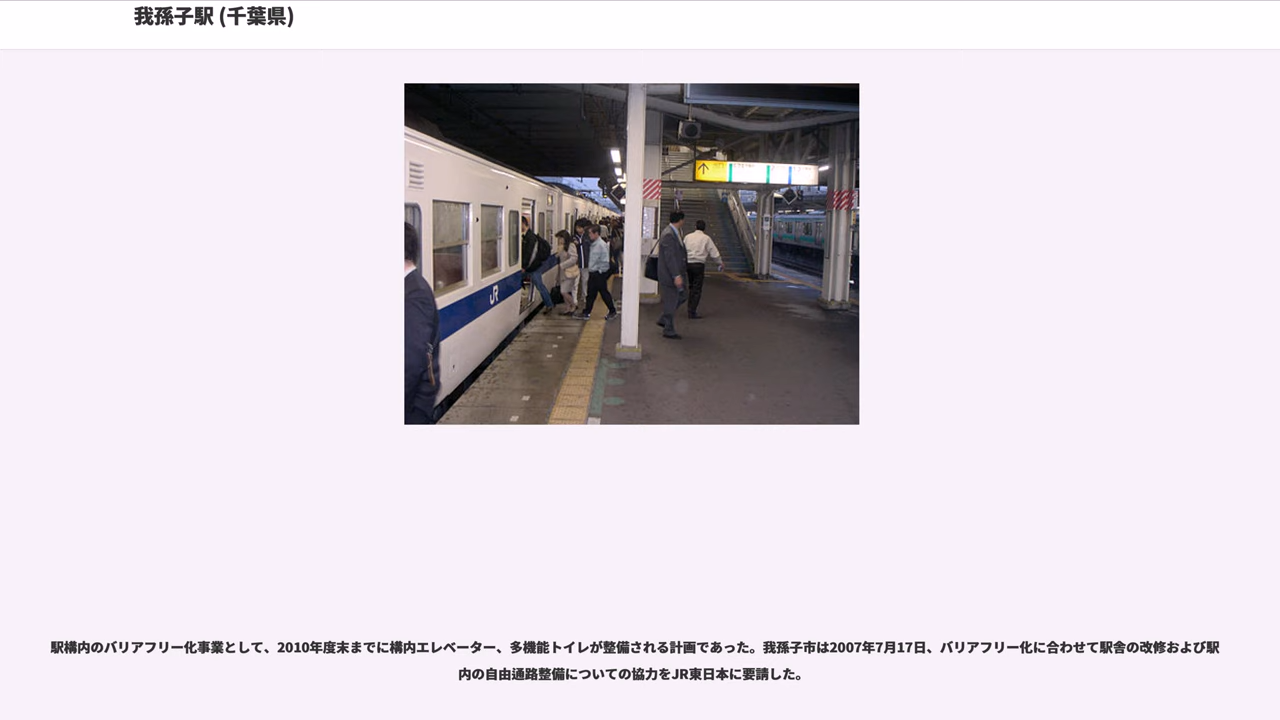 我孫子駅 (千葉県)
JR
駅構内のバリアフリー化事業として、2010年度末までに構内エレベーター、多機能トイレが整備される計画であった。我孫子市は2007年7月17日、バリアフリー化に合わせて駅舎の改修および駅
内の自由通路整備についての協力をJR東日本に要請した。